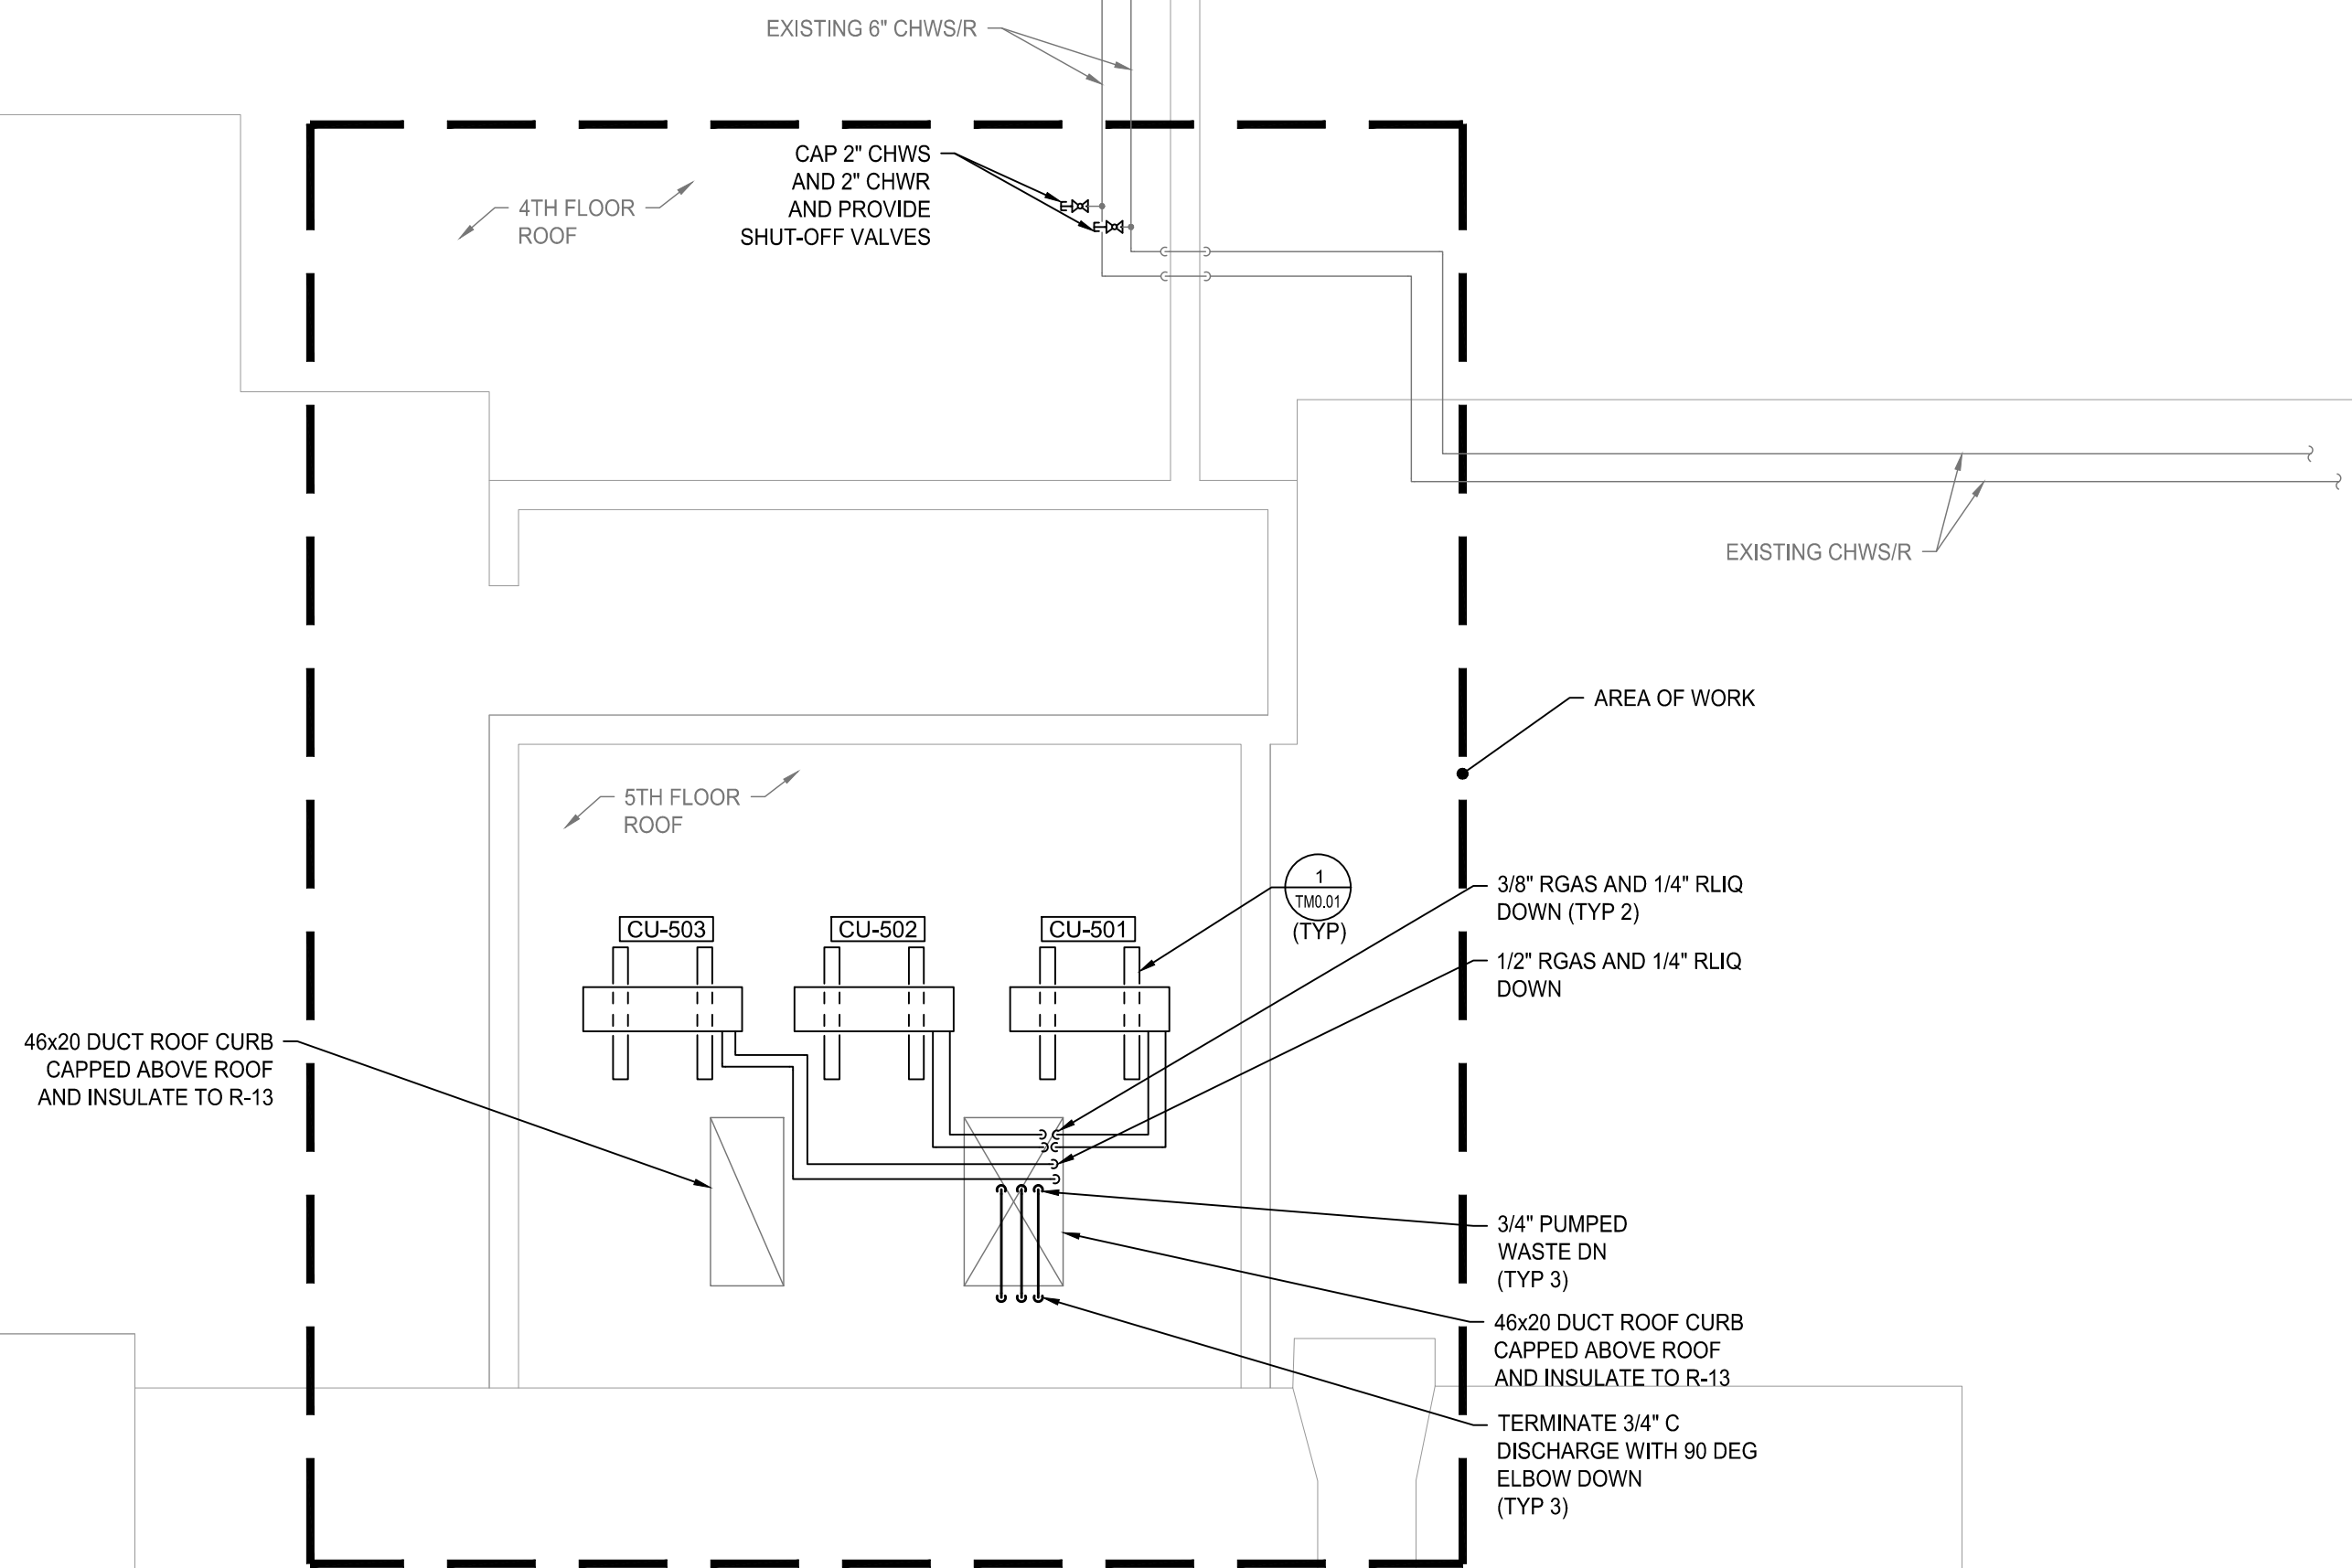 EXISTING 6" CHWS/R
CAP 2" CHWS
AND 2" CHWR
AND PROVIDE
SHUT-OFF VALVES
4TH FLOOR
ROOF
EXISTING CHWS/R
AREA OF WORK
5TH FLOOR
ROOF
1
TM0.01
(TYP)
3/8" RGAS AND 1/4" RLIQ
DOWN (TYP 2)
CU-503
CU-502
CU-501
1/2" RGAS AND 1/4" RLIQ
DOWN
46x20 DUCT ROOF CURB
CAPPED ABOVE ROOF
AND INSULATE TO R-13
3/4" PUMPED
WASTE DN
(TYP 3)
46x20 DUCT ROOF CURB
CAPPED ABOVE ROOF
AND INSULATE TO R-13
TERMINATE 3/4" C
DISCHARGE WITH 90 DEG
ELBOW DOWN
(TYP 3)